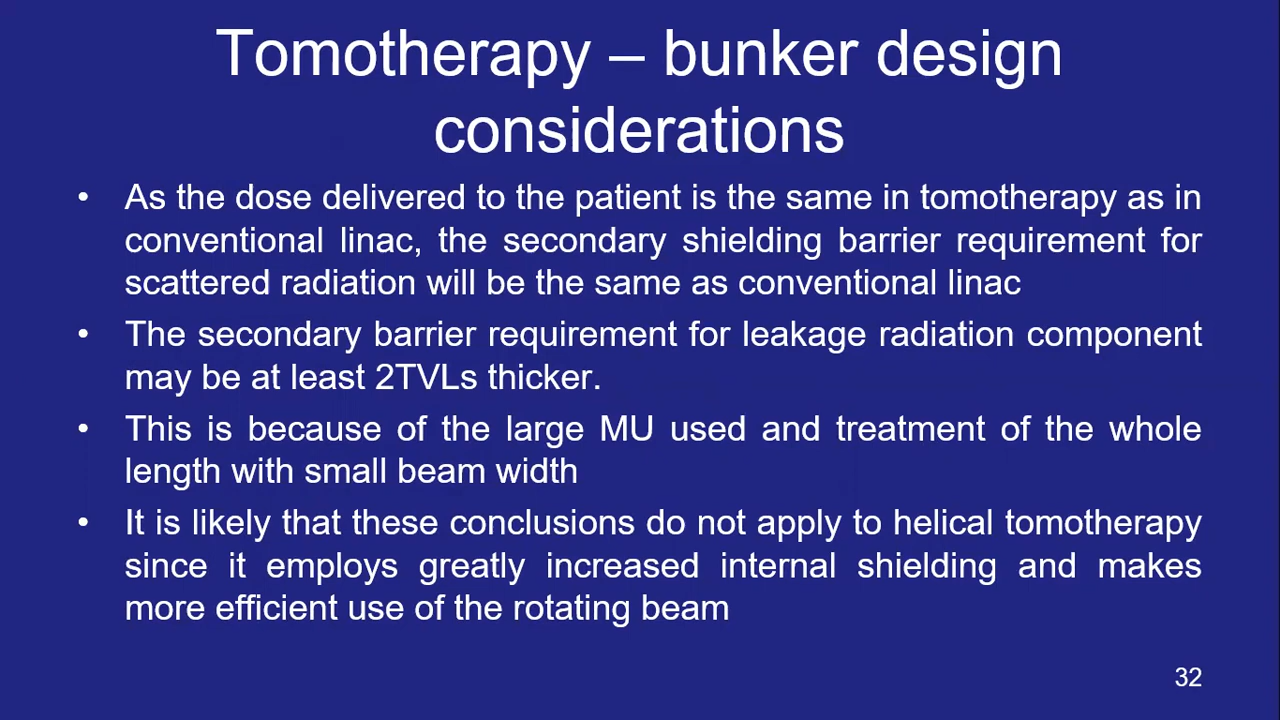 Tomotherapy – bunker design
considerations
• As the dose delivered to the patient is the same in tomotherapy as in
conventional linac, the secondary shielding barrier requirement for
scattered radiation will be the same as conventional linac
• The secondary barrier requirement for leakage radiation component
may be at least 2TVLs thicker.
• This is because of the large MU used and treatment of the whole
length with small beam width
• It is likely that these conclusions do not apply to helical tomotherapy
since it employs greatly increased internal shielding and makes
more efficient use of the rotating beam
32